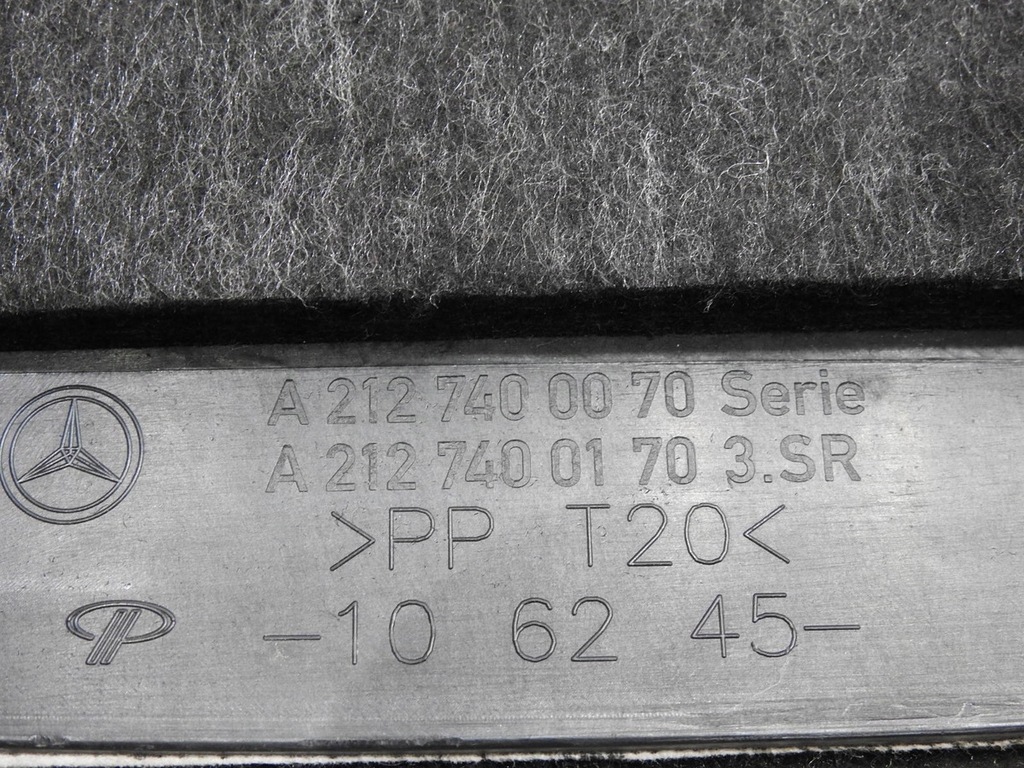 A 212 740 00 70 Serie
A 212 740 01 70 3.SR
>PP T20<
-10 62 45-